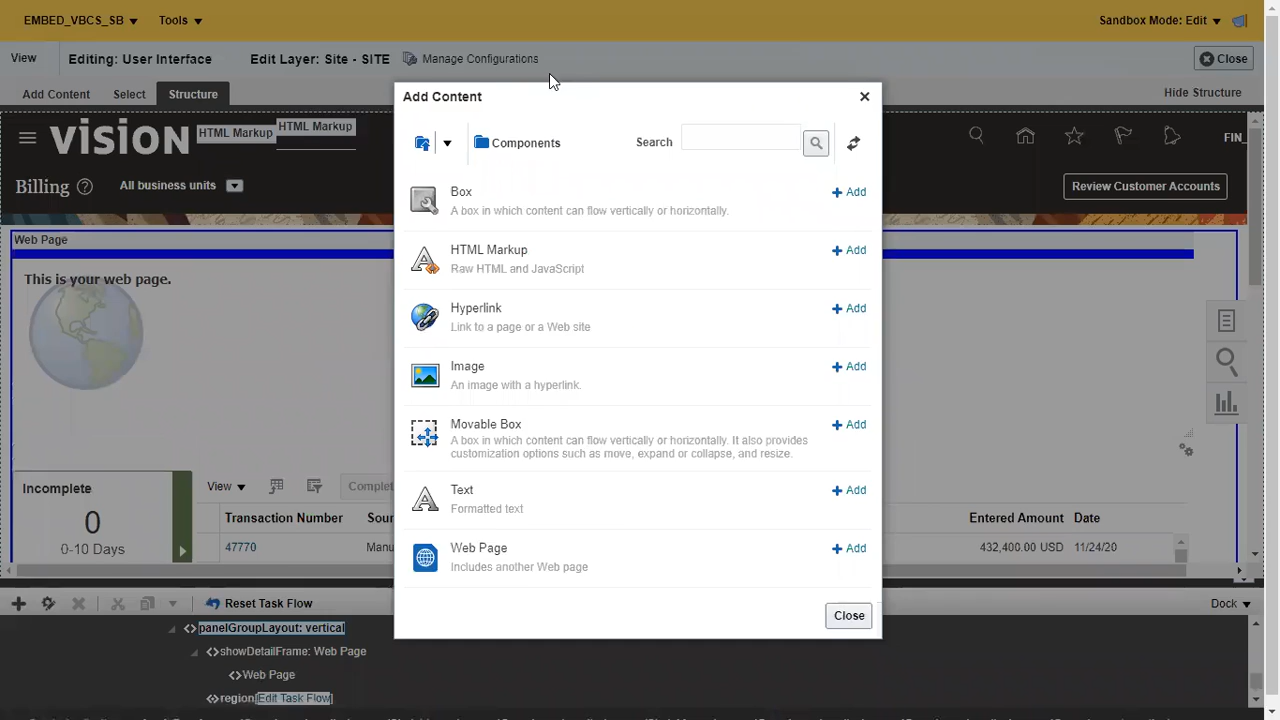 EMBED_VBCS_SB Tools Sandbox Mode: Edit
View Editing: User Interface Edit Layer: Site - SITE Manage Configurations Close
Add Content Select Structure Hide Structure
VISION HTML Markup HTML Markup FIN_
Billing ? All business units Review Customer Accounts
Web Page
This is your web page.
Add Content
Components Search
Box Add
A box in which content can flow vertically or horizontally.
HTML Markup Add
Raw HTML and JavaScript
Hyperlink Add
Link to a page or a Web site
Image Add
An image with a hyperlink.
Movable Box Add
A box in which content can flow vertically or horizontally. It also provides
customization options such as move, expand or collapse, and resize.
Text Add
Formatted text
Web Page Add
Includes another Web page
Close
Incomplete
0
0-10 Days
View Complet
Transaction Number Sou Entered Amount Date
47770 Manu 432,400.00 USD 11/24/20
Reset Task Flow Dock
panelGroupLayout: vertical
showDetailFrame: Web Page
Web Page
region[Edit Task Flow]